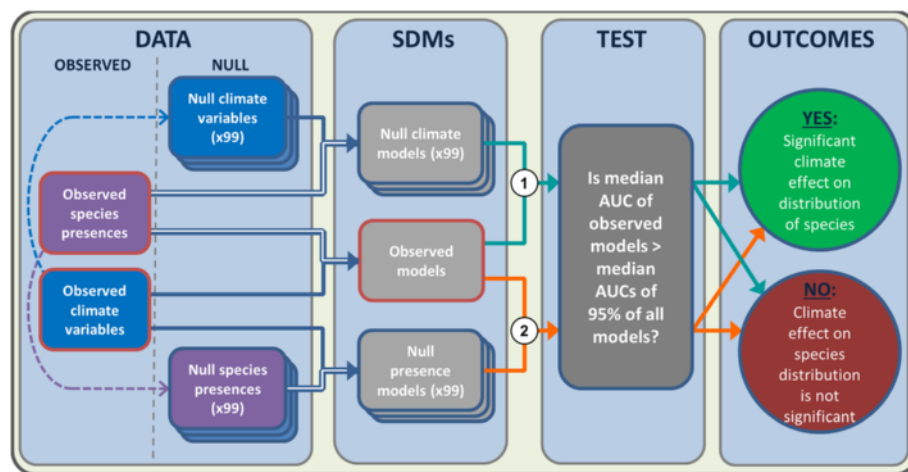 DATA
OBSERVED
NULL
Null climate
variables
(x99)
Observed
species
presences
Observed
climate
variables
Null species
presences
(x99)
SDMs
Null climate
models (x99)
Observed
models
Null
presence
models (x99)
1
2
TEST
Is median
AUC of
observed
models >
median
AUCs of
95% of all
models?
OUTCOMES
YES:
Significant
climate
effect on
distribution
of species
NO:
Climate
effect on
species
distribution
is not
significant